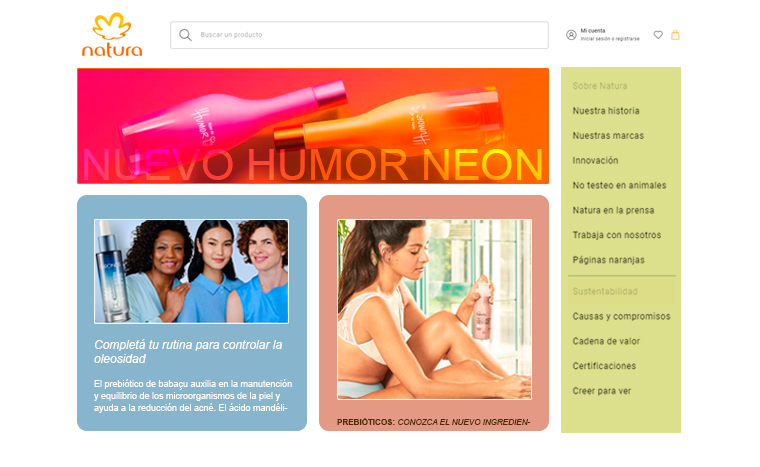 natura
Buscar un producto
Mi cuenta
iniciar sesión o registrarse
NUEVO HUMOR NEON
HUMOR
HUMOR
Completá tu rutina para controlar la
oleosidad
El prebiótico de babaçu auxilia en la manutención
y equilibrio de los microorganismos de la piel y
ayuda a la reducción del acné. El ácido mandéli-
PREBIÓTICOS: CONOZCA EL NUEVO INGREDIEN-
Sobre Natura
Nuestra historia
Nuestras marcas
Innovación
No testeo en animales
Natura en la prensa
Trabaja con nosotros
Páginas naranjas
Sustentabilidad
Causas y compromisos
Cadena de valor
Certificaciones
Creer para ver